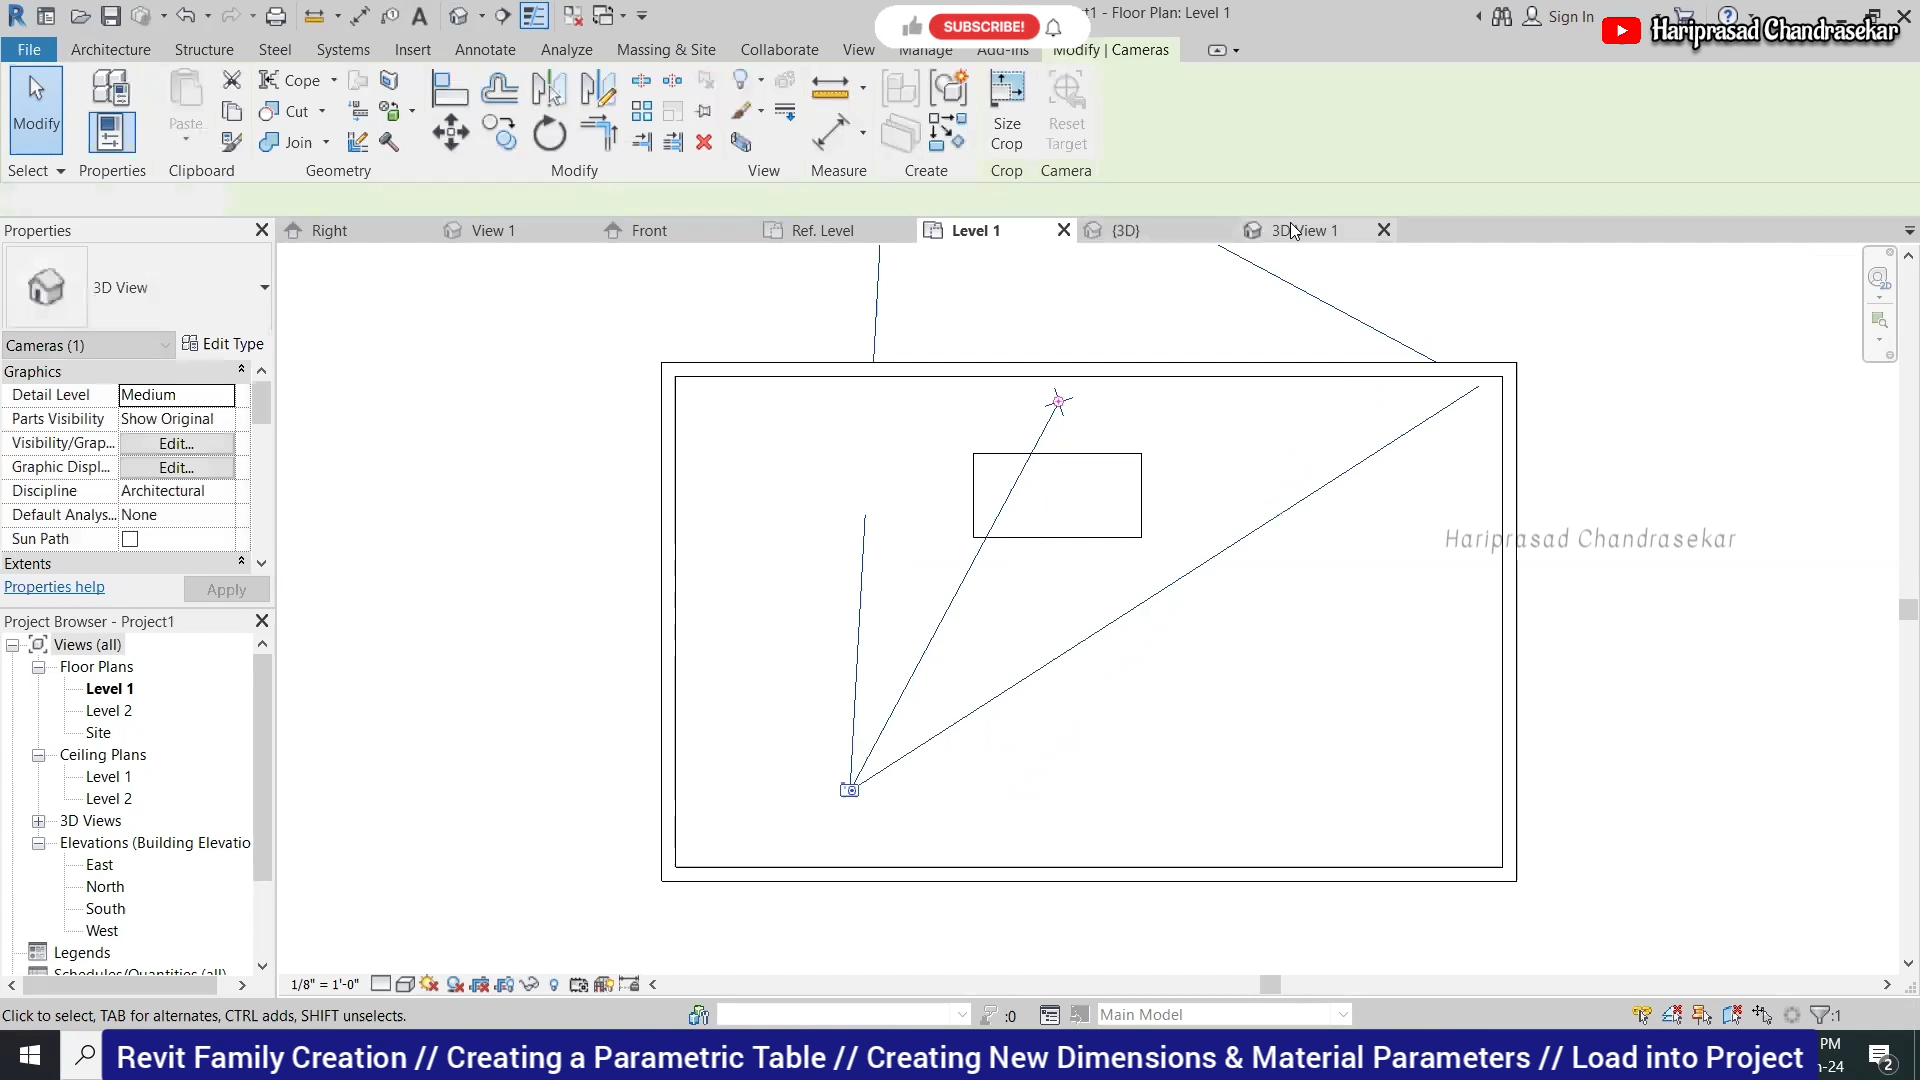 SUBSCRIBE!
t1 - Floor Plan: Level 1
Sign In
Hariprasad Chandrasekar
File
Architecture
Structure
Steel
Systems
Insert
Annotate
Analyze
Massing & Site
Collaborate
View
Manage
Add-Ins
Modify | Cameras
Modify
Paste
Cope
Cut
Join
Size
Crop
Reset
Target
Select
Properties
Clipboard
Geometry
Modify
View
Measure
Create
Crop
Camera
Properties
Right
View 1
Front
Ref. Level
Level 1
{3D}
3D View 1
2D
3D View
Cameras (1)
Edit Type
Graphics
Detail Level
Medium
Parts Visibility
Show Original
Visibility/Grap...
Edit...
Graphic Displ...
Edit...
Discipline
Architectural
Default Analys...
None
Sun Path
Extents
Properties help
Apply
Hariprasad Chandrasekar
Project Browser - Project1
Views (all)
Floor Plans
Level 1
Level 2
Site
Ceiling Plans
Level 1
Level 2
3D Views
Elevations (Building Elevatio
East
North
South
West
Legends
Schedules/Quantities (all)
1/8" = 1'-0"
Click to select, TAB for alternates, CTRL adds, SHIFT unselects.
:0
Main Model
:1
Revit Family Creation // Creating a Parametric Table // Creating New Dimensions & Material Parameters // Load into Project
PM
-24
2